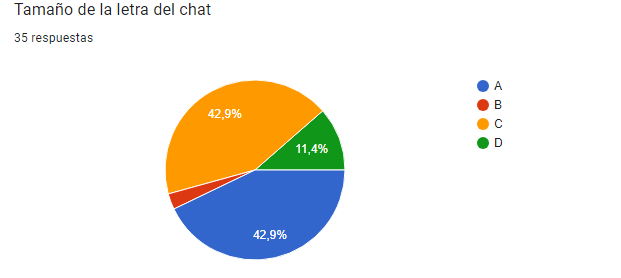 Tamaño de la letra del chat
35 respuestas
42,9%
11,4%
42,9%
A
B
C
D